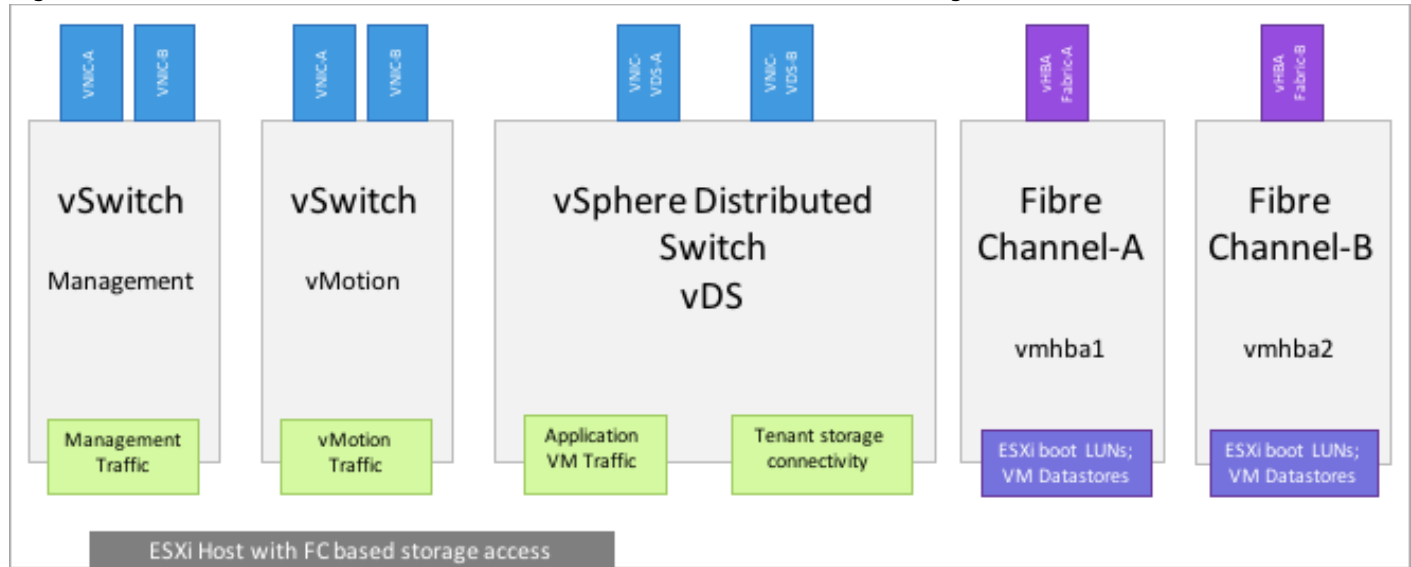 VNIC-A
VNIC-B
VNIC-A
VNIC-B
VNIC-
VDS-A
VNIC-
VDS-B
vHBA
Fabric-A
vHBA
Fabric-B
vSwitch
Management
Management
Traffic
vSwitch
vMotion
vMotion
Traffic
vSphere Distributed
Switch
vDS
Application
VM Traffic
Tenant storage
connectivity
Fibre
Channel-A
vmhba1
ESXi boot LUNs;
VM Datastores
Fibre
Channel-B
vmhba2
ESXi boot LUNs;
VM Datastores
ESXi Host with FC based storage access